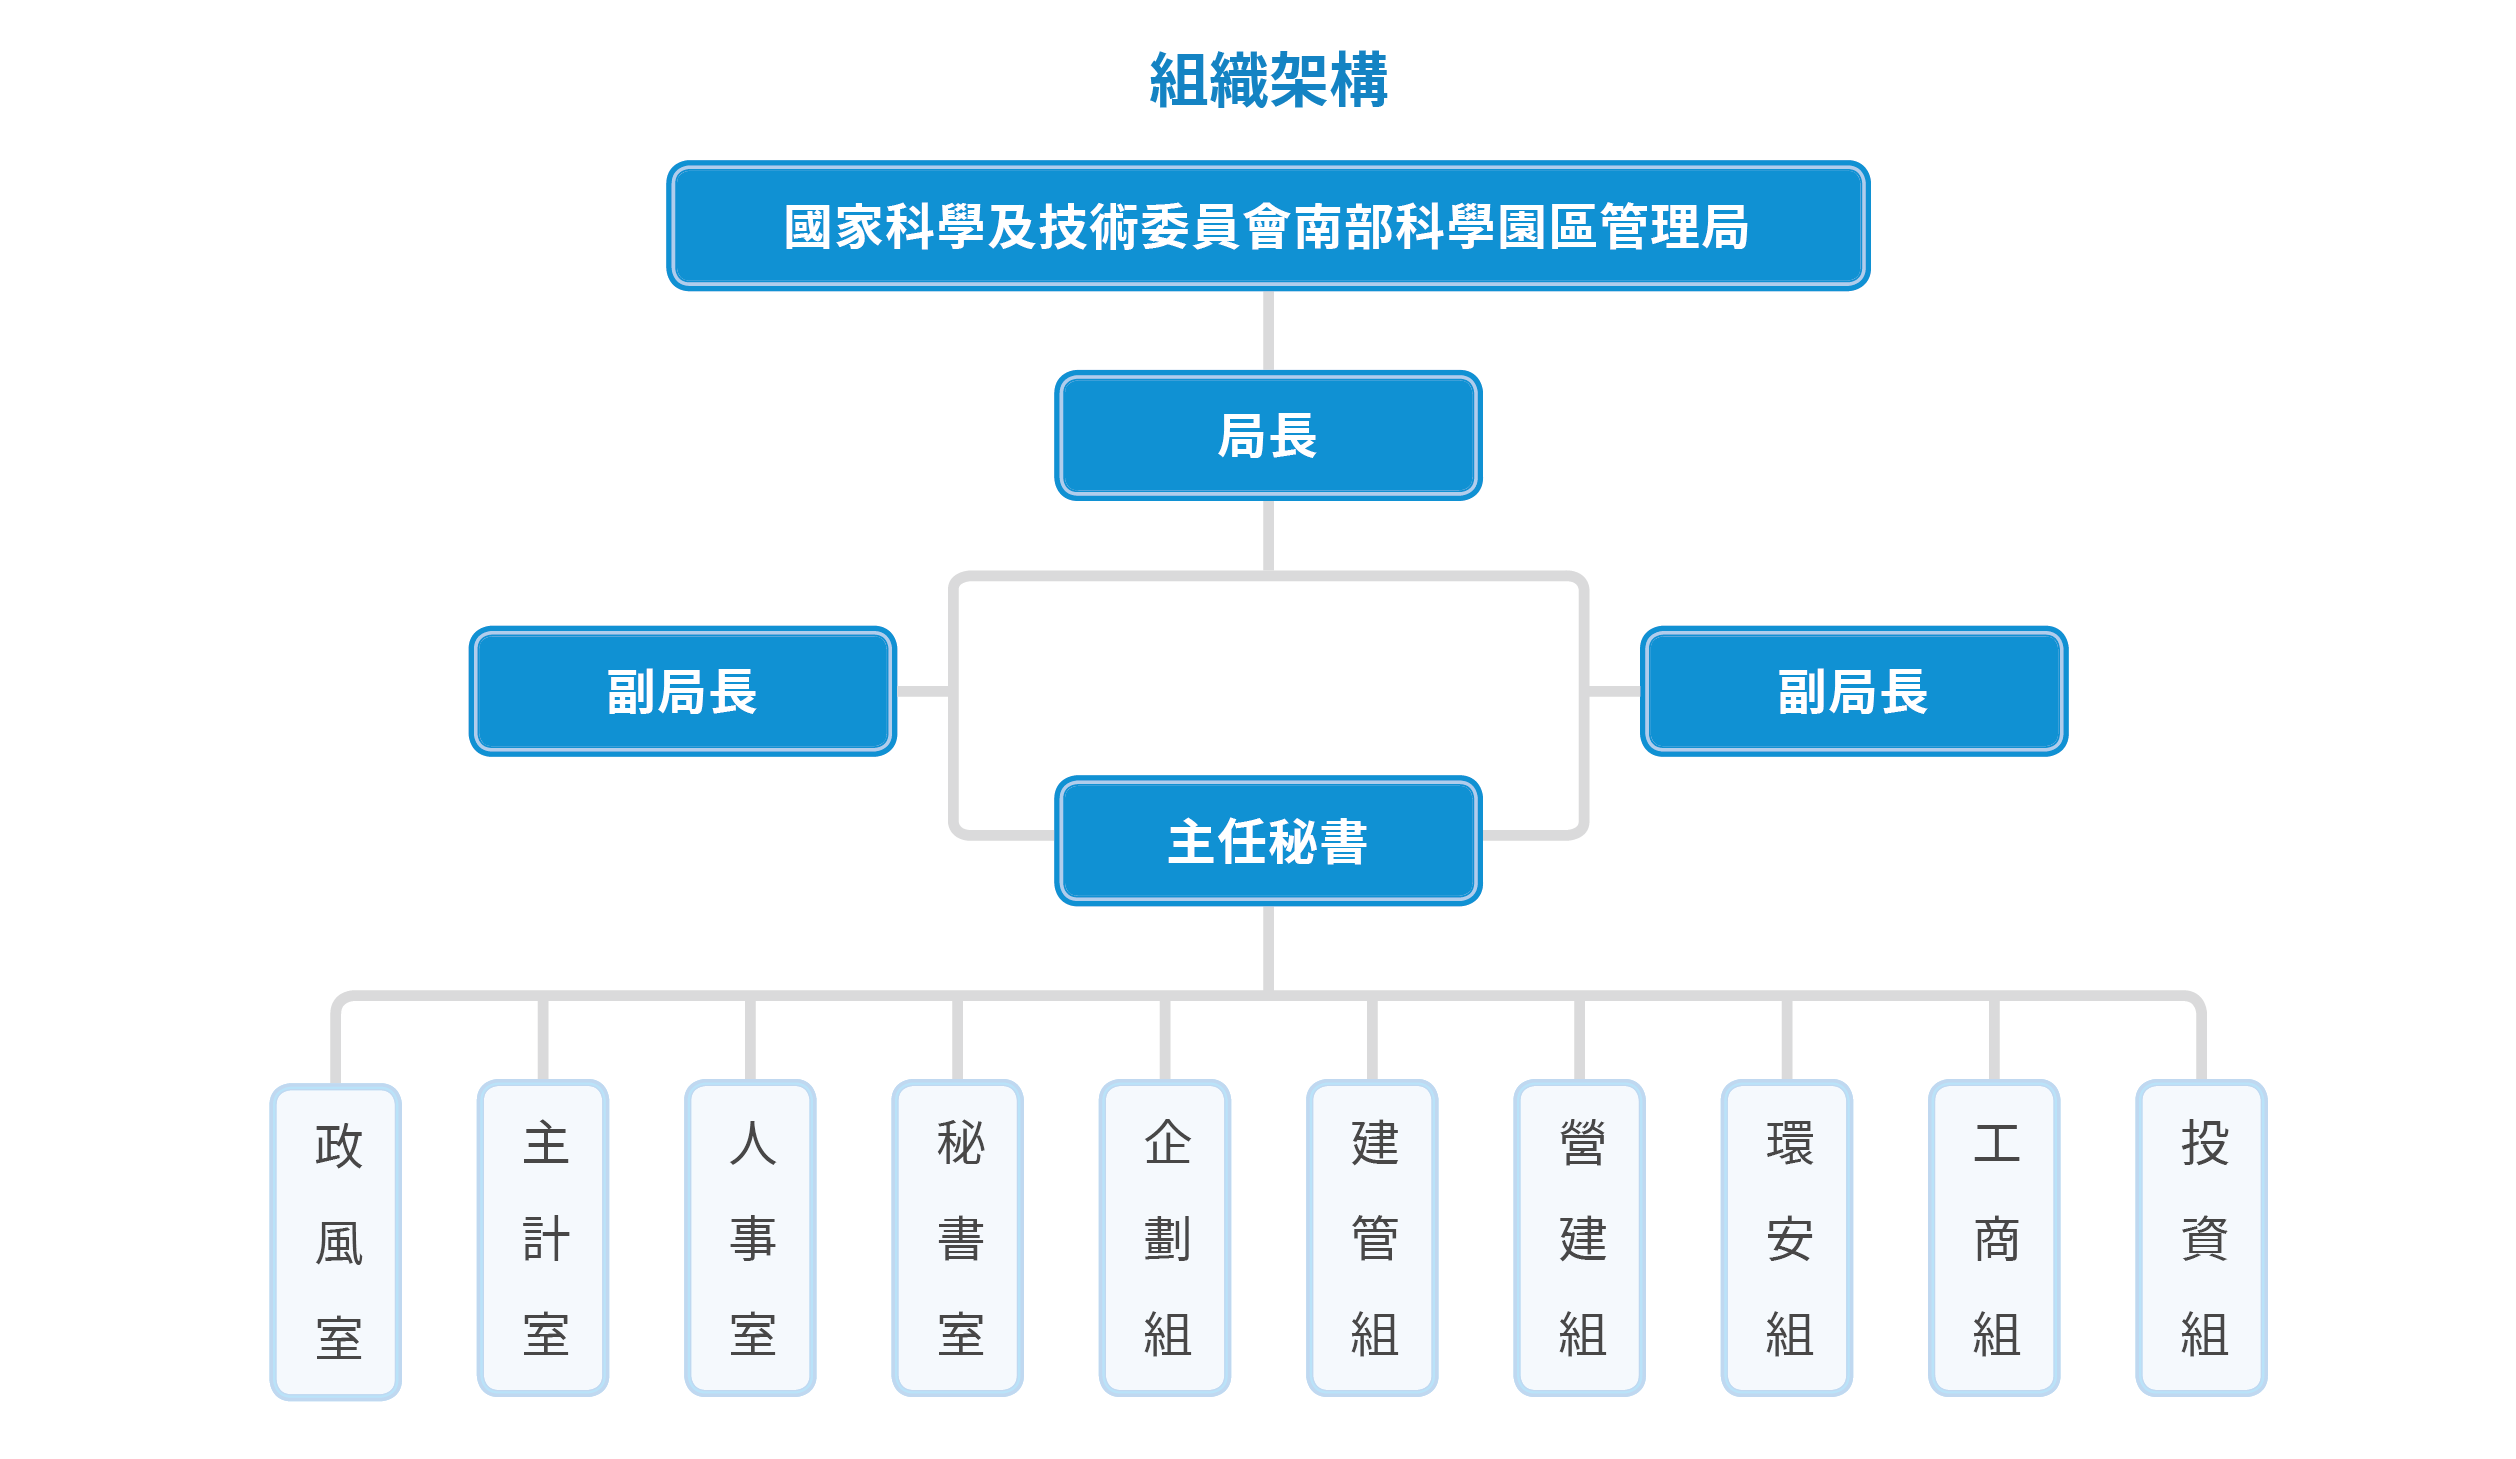 組織架構
國家科學及技術委員會南部科學園區管理局
局長
副局長
副局長
主任秘書
政風室
主計室
人事室
秘書室
企劃組
建管組
營建組
環安組
工商組
投資組